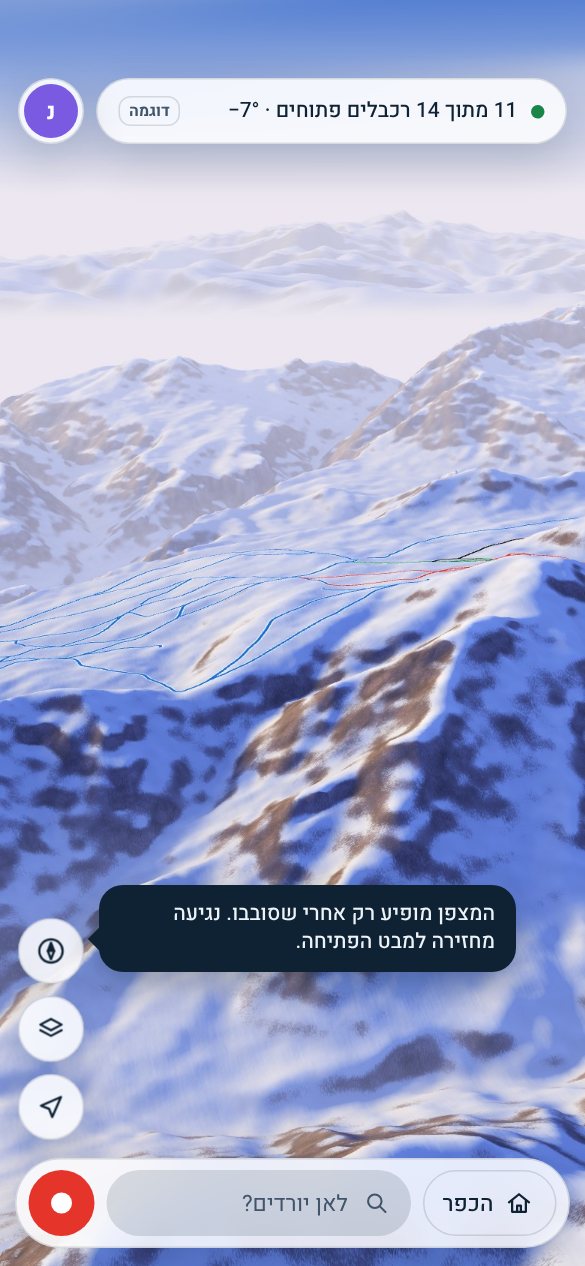 11 מתוך 14 רכבלים פתוחים · 7°−
דוגמה
נ
המצפן מופיע רק אחרי שסובבו. נגיעה
מחזירה למבט הפתיחה.
הכפר
לאן יורדים?